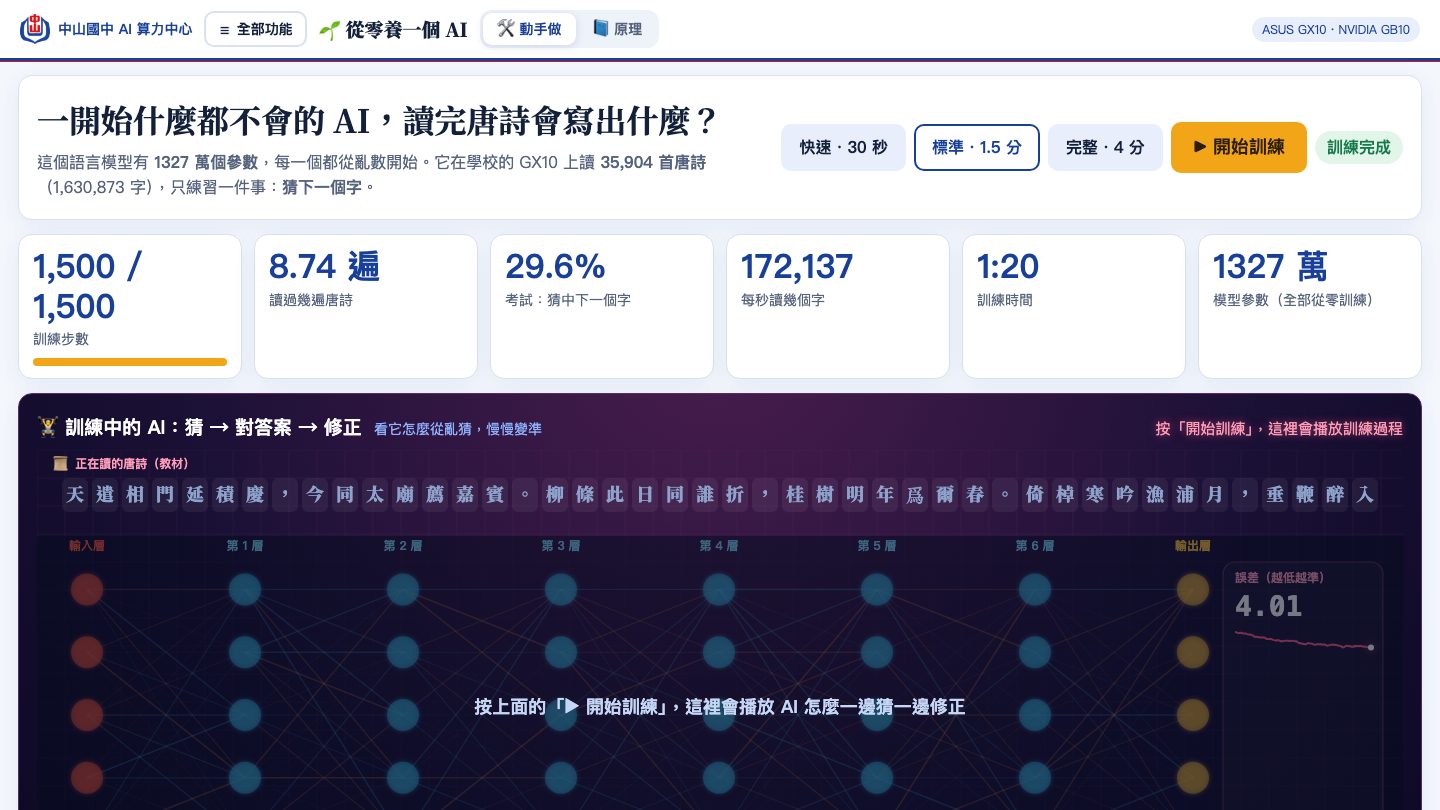 中山國中 AI 算力中心
≡ 全部功能
🌱 從零養一個 AI
🛠️ 動手做
📘 原理
ASUS GX10 · NVIDIA GB10
一開始什麼都不會的 AI，讀完唐詩會寫出什麼？
這個語言模型有 1327 萬個參數，每一個都從亂數開始。它在學校的 GX10 上讀 35,904 首唐詩
（1,630,873 字），只練習一件事：猜下一個字。
快速 · 30 秒
標準 · 1.5 分
完整 · 4 分
▶ 開始訓練
訓練完成
1,500 /
1,500
訓練步數
8.74 遍
讀過幾遍唐詩
29.6%
考試：猜中下一個字
172,137
每秒讀幾個字
1:20
訓練時間
1327 萬
模型參數（全部從零訓練）
🏋️ 訓練中的 AI：猜 → 對答案 → 修正 看它怎麼從亂猜，慢慢變準
按「開始訓練」，這裡會播放訓練過程
📜 正在讀的唐詩（教材）
天遣相門延積慶，今同太廟薦嘉賓。柳條此日同誰折，桂樹明年爲爾春。倚棹寒吟漁浦月，垂鞭醉入
輸入層 第 1 層 第 2 層 第 3 層 第 4 層 第 5 層 第 6 層 輸出層
誤差（越低越準）
4.01
按上面的「▶ 開始訓練」，這裡會播放 AI 怎麼一邊猜一邊修正